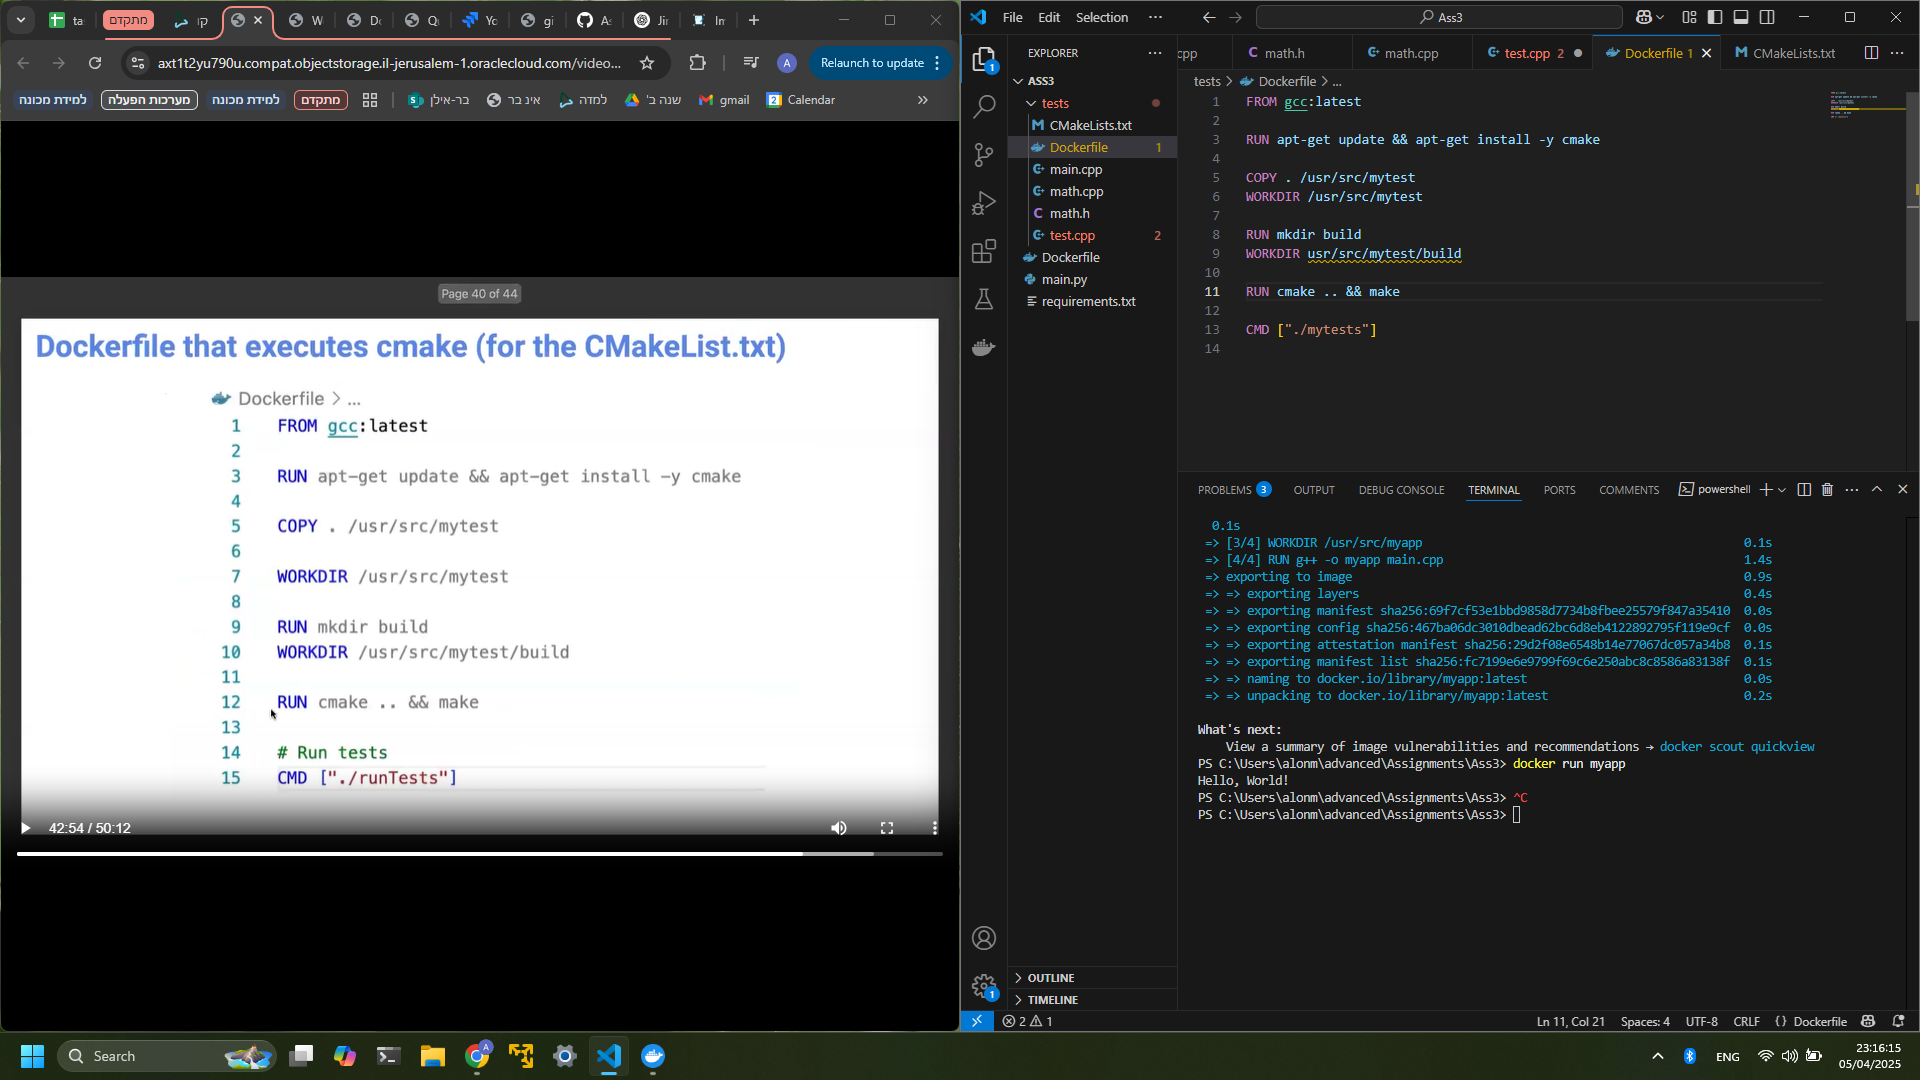 ta
מתקדם
קו
W
Do
Qu
Yo
gi
As
Jir
Im
axt1t2yu790u.compat.objectstorage.il-jerusalem-1.oraclecloud.com/video...
A
Relaunch to update
למידת מכונה
מערכות הפעלה
למידת מכונה
מתקדם
בר-אילן
אינ בר
למדה
שנה ב'
gmail
Calendar
Page 40 of 44
Dockerfile that executes cmake (for the CMakeList.txt)
Dockerfile > ...
1 FROM gcc:latest
2
3 RUN apt-get update && apt-get install -y cmake
4
5 COPY . /usr/src/mytest
6
7 WORKDIR /usr/src/mytest
8
9 RUN mkdir build
10 WORKDIR /usr/src/mytest/build
11
12 RUN cmake .. && make
13
14 # Run tests
15 CMD ["./runTests"]
42:54 / 50:12
File Edit Selection ...
Ass3
EXPLORER
ASS3
tests
CMakeLists.txt
Dockerfile 1
main.cpp
math.cpp
math.h
test.cpp 2
Dockerfile
main.py
requirements.txt
OUTLINE
TIMELINE
cpp
math.h
math.cpp
test.cpp 2
Dockerfile 1
CMakeLists.txt
tests > Dockerfile > ...
1 FROM gcc:latest
2
3 RUN apt-get update && apt-get install -y cmake
4
5 COPY . /usr/src/mytest
6 WORKDIR /usr/src/mytest
7
8 RUN mkdir build
9 WORKDIR usr/src/mytest/build
10
11 RUN cmake .. && make
12
13 CMD ["./mytests"]
14
PROBLEMS 3 OUTPUT DEBUG CONSOLE TERMINAL PORTS COMMENTS powershell
0.1s
=> [3/4] WORKDIR /usr/src/myapp 0.1s
=> [4/4] RUN g++ -o myapp main.cpp 1.4s
=> exporting to image 0.9s
=> => exporting layers 0.4s
=> => exporting manifest sha256:69f7cf53e1bbd9858d7734b8fbee25579f847a35410 0.0s
=> => exporting config sha256:467ba06dc3010dbead62bc6d8eb4122892795f119e9cf 0.0s
=> => exporting attestation manifest sha256:29d2f08e6548b14e77067dc057a34b8 0.1s
=> => exporting manifest list sha256:fc7199e6e9799f69c6e250abc8c8586a83138f 0.1s
=> => naming to docker.io/library/myapp:latest 0.0s
=> => unpacking to docker.io/library/myapp:latest 0.2s
What's next:
View a summary of image vulnerabilities and recommendations → docker scout quickview
PS C:\Users\alonm\advanced\Assignments\Ass3> docker run myapp
Hello, World!
PS C:\Users\alonm\advanced\Assignments\Ass3> ^C
PS C:\Users\alonm\advanced\Assignments\Ass3>
2 1
Ln 11, Col 21 Spaces: 4 UTF-8 CRLF Dockerfile
Search
ENG
23:16:15
05/04/2025